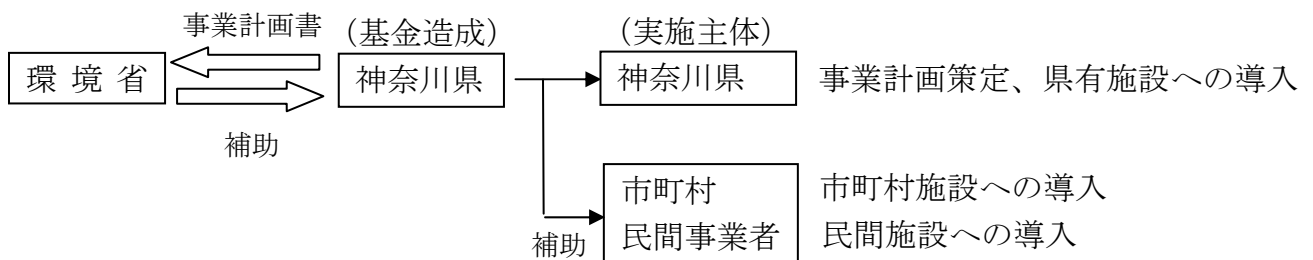 事業計画書
(基金造成)
(実施主体)
環 境 省
神奈川県
神奈川県
事業計画策定、県有施設への導入
補助
市町村
市町村施設への導入
補助
民間事業者
民間施設への導入